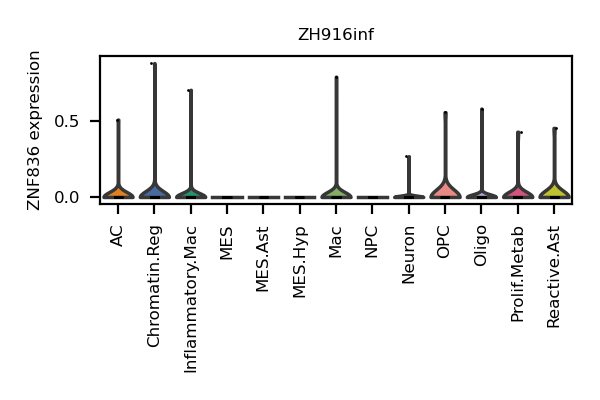 ZH916inf
ZNF836 expression
0.5
0.0
AC
Chromatin.Reg
Inflammatory.Mac
MES
MES.Ast
MES.Hyp
Mac
NPC
Neuron
OPC
Oligo
Prolif.Metab
Reactive.Ast